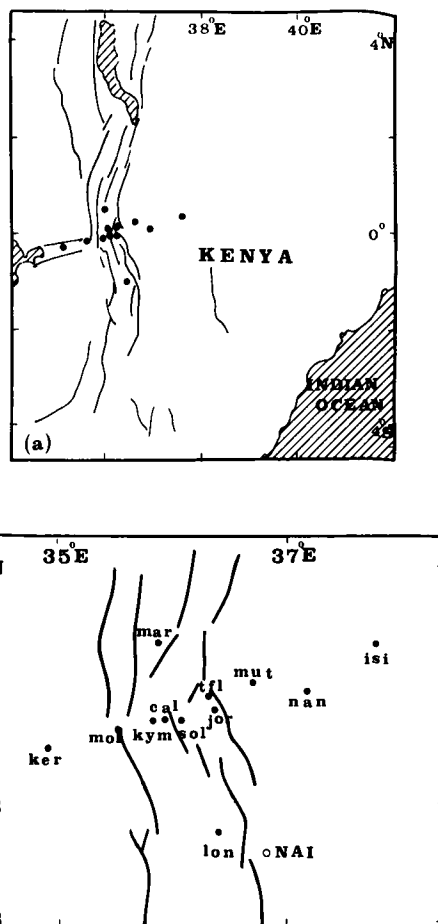 38°E 40°E
4°N
0°
KENYA
INDIAN
OCEAN
4°S
(a)
35°E 37°E
mar
isi
mut
tfl
nan
cal
jor
mol kym sol
ker
lon NAI